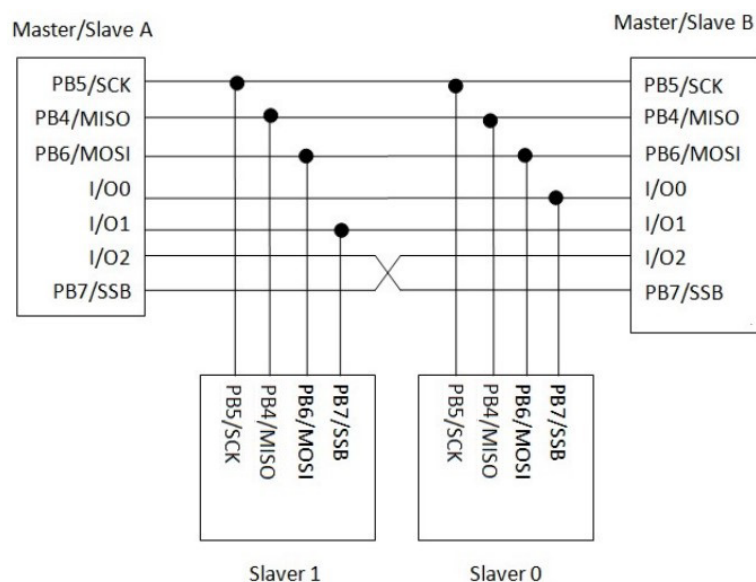 Master/Slave A
Master/Slave B
PB5/SCK
PB4/MISO
PB6/MOSI
I/O0
I/O1
I/O2
PB7/SSB
PB5/SCK
PB4/MISO
PB6/MOSI
I/O0
I/O1
I/O2
PB7/SSB
PB5/SCK
PB4/MISO
PB6/MOSI
PB7/SSB
PB5/SCK
PB4/MISO
PB6/MOSI
PB7/SSB
Slaver 1
Slaver 0